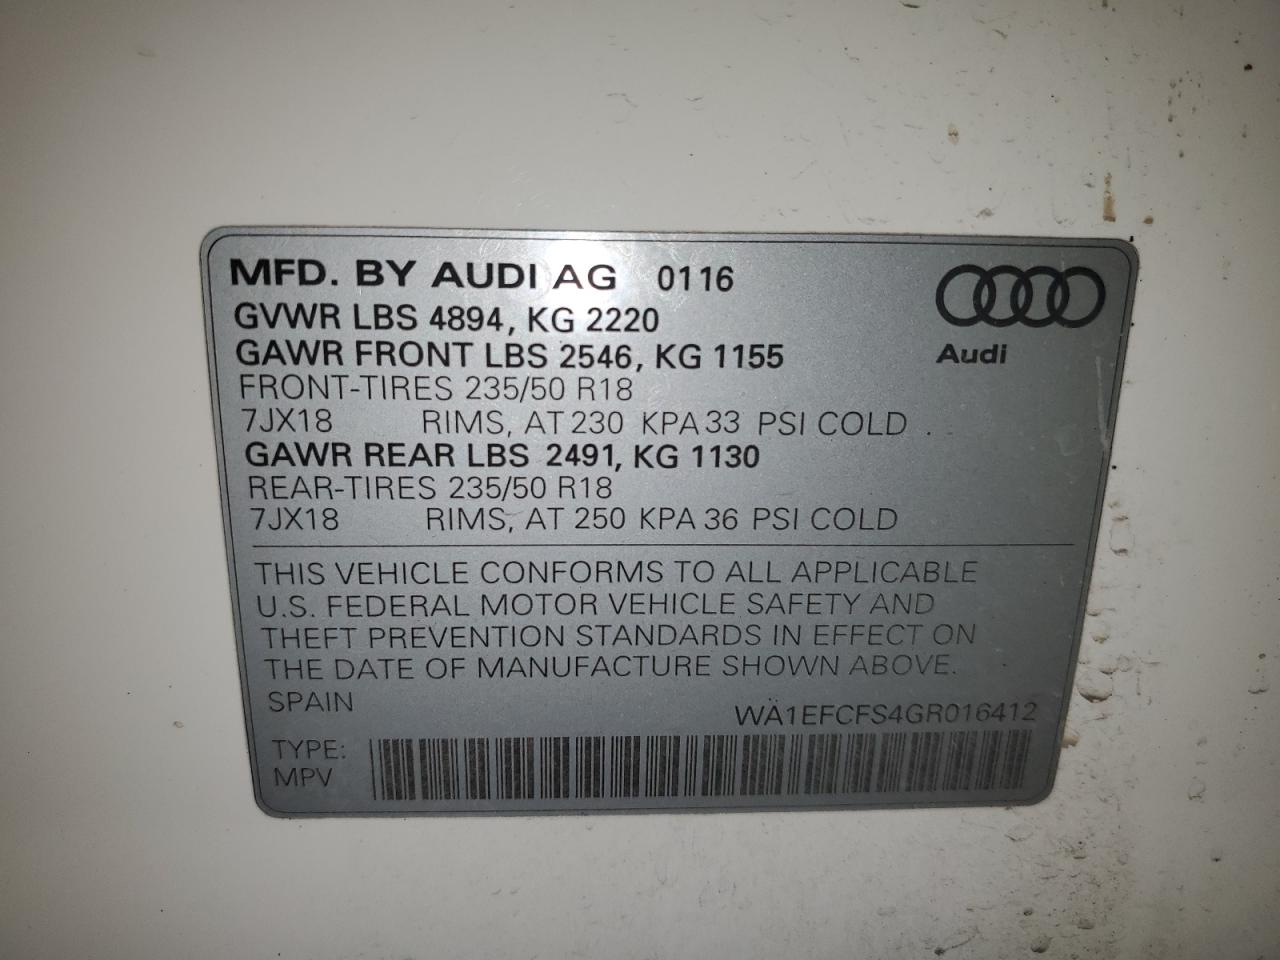 MFD. BY AUDI AG 0116
GVWR LBS 4894, KG 2220
GAWR FRONT LBS 2546, KG 1155
Audi
FRONT-TIRES 235/50 R18
7JX18 RIMS, AT 230 KPA 33 PSI COLD
GAWR REAR LBS 2491, KG 1130
REAR-TIRES 235/50 R18
7JX18 RIMS, AT 250 KPA 36 PSI COLD
THIS VEHICLE CONFORMS TO ALL APPLICABLE
U.S. FEDERAL MOTOR VEHICLE SAFETY AND
THEFT PREVENTION STANDARDS IN EFFECT ON
THE DATE OF MANUFACTURE SHOWN ABOVE.
SPAIN
WA1EFCFS4GR016412
TYPE:
MPV